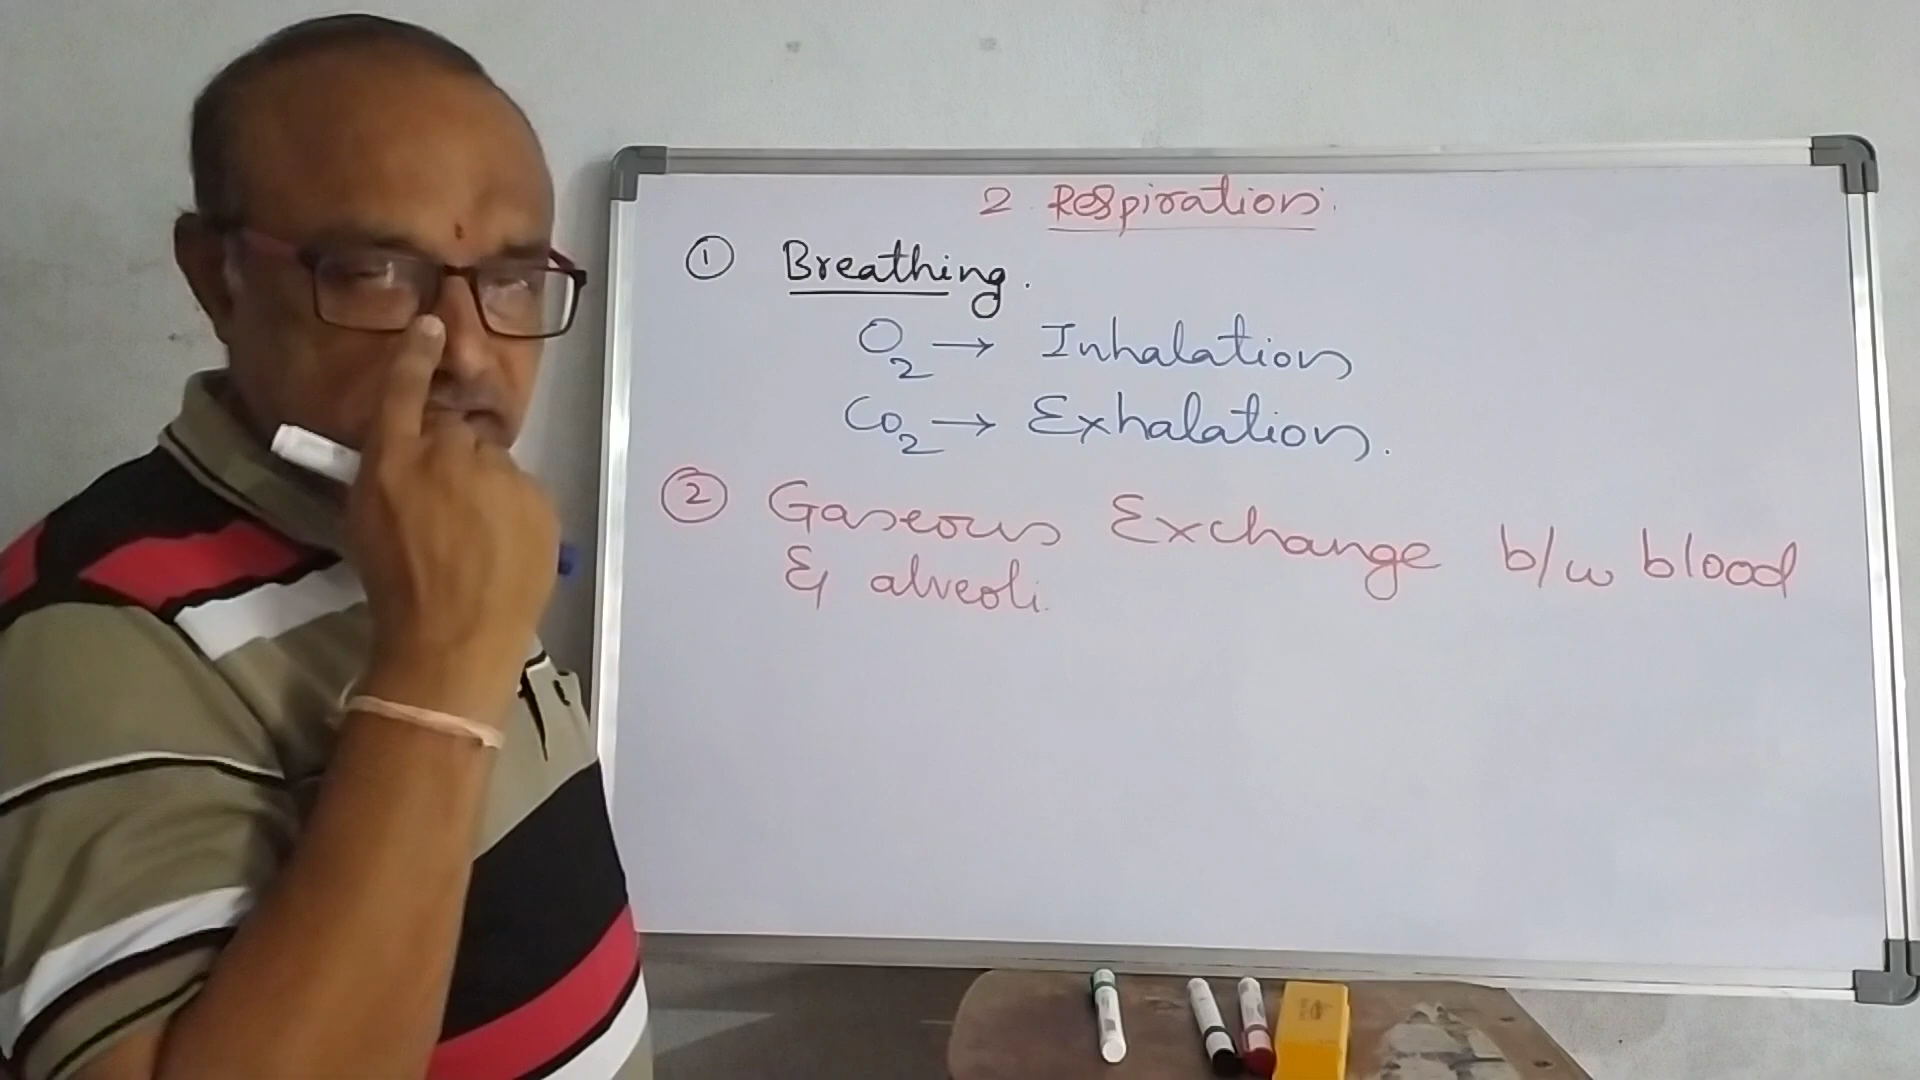 2. Respiration.
① Breathing.
O₂ → Inhalation
CO₂ → Exhalation.
② Gaseous Exchange b/w blood
& alveoli.